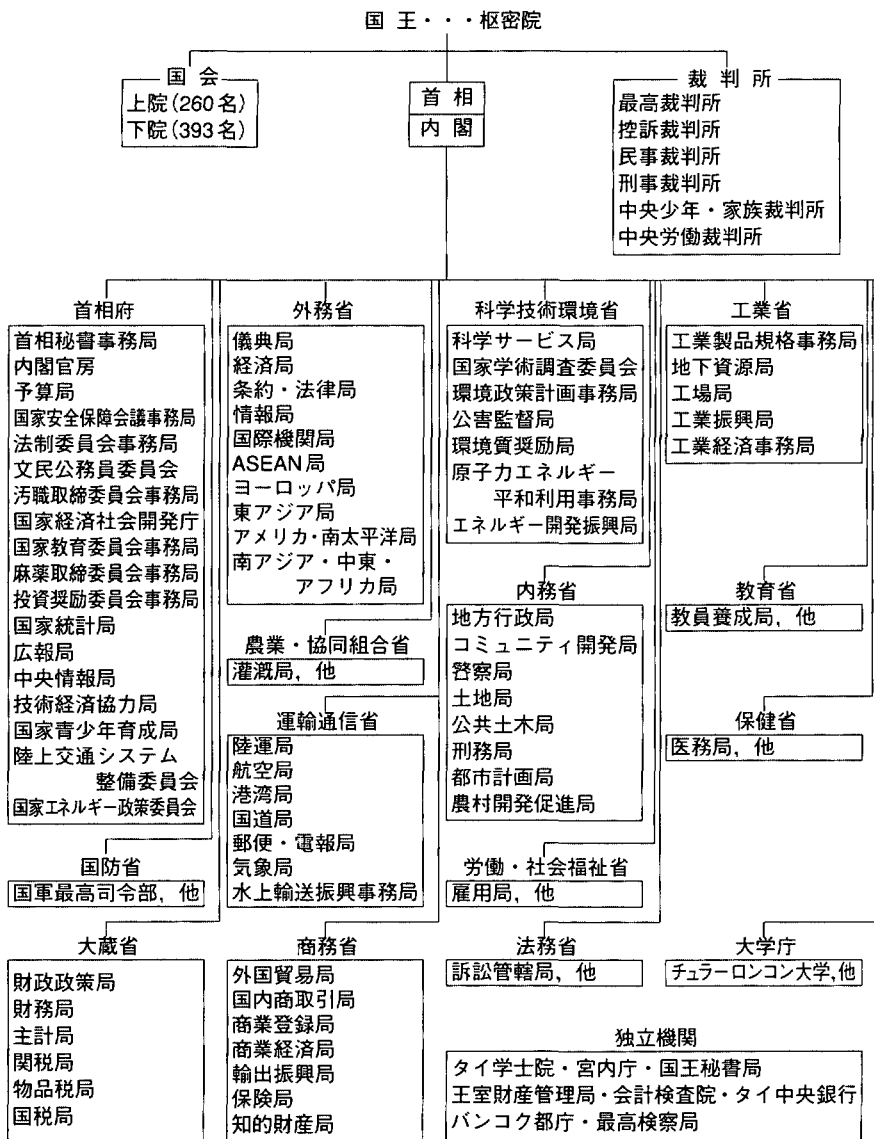 国 王・・・枢密院
国 会
上院(260名)
下院(393名)
首 相
内 閣
裁 判 所
最高裁判所
控訴裁判所
民事裁判所
刑事裁判所
中央少年・家族裁判所
中央労働裁判所
首相府
首相秘書事務局
内閣官房
予算局
国家安全保障会議事務局
法制委員会事務局
文民公務員委員会
汚職取締委員会事務局
国家経済社会開発庁
国家教育委員会事務局
麻薬取締委員会事務局
投資奨励委員会事務局
国家統計局
広報局
中央情報局
技術経済協力局
国家青少年育成局
陸上交通システム
整備委員会
国家エネルギー政策委員会
国防省
国軍最高司令部, 他
大蔵省
財政政策局
財務局
主計局
関税局
物品税局
国税局
外務省
儀典局
経済局
条約・法律局
情報局
国際機関局
ASEAN局
ヨーロッパ局
東アジア局
アメリカ・南太平洋局
南アジア・中東・
アフリカ局
農業・協同組合省
灌漑局, 他
運輸通信省
陸運局
航空局
港湾局
国道局
郵便・電報局
気象局
水上輸送振興事務局
商務省
外国貿易局
国内商取引局
商業登録局
商業経済局
輸出振興局
保険局
知的財産局
科学技術環境省
科学サービス局
国家学術調査委員会
環境政策計画事務局
公害監督局
環境質奨励局
原子力エネルギー
平和利用事務局
エネルギー開発振興局
内務省
地方行政局
コミュニティ開発局
警察局
土地局
公共土木局
刑務局
都市計画局
農村開発促進局
労働・社会福祉省
雇用局, 他
法務省
訴訟管轄局, 他
工業省
工業製品規格事務局
地下資源局
工場局
工業振興局
工業経済事務局
教育省
教員養成局, 他
保健省
医務局, 他
大学庁
チュラーロンコン大学,他
独立機関
タイ学士院・宮内庁・国王秘書局
王室財産管理局・会計検査院・タイ中央銀行
バンコク都庁・最高検察局